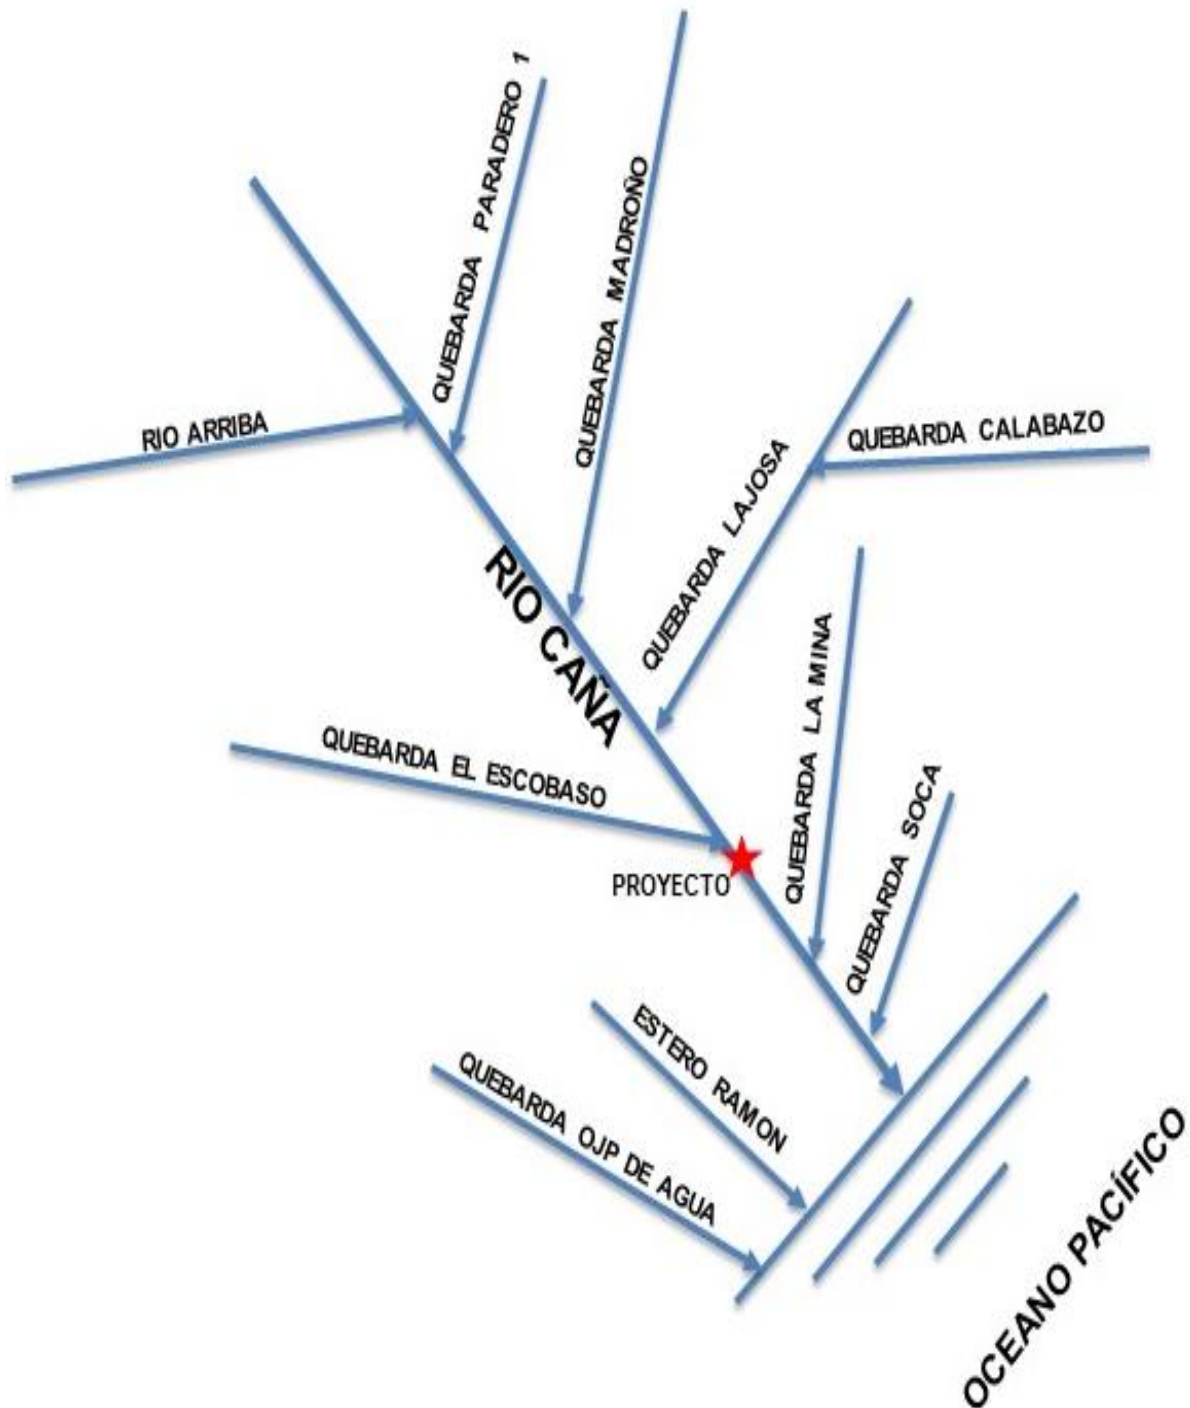 QUEBARDA PARADERO 1
QUEBARDA MADROÑO
RIO ARRIBA
QUEBARDA CALABAZO
QUEBARDA LAJOSA
RIO CAÑA
QUEBARDA LA MINA
QUEBARDA EL ESCOBASO
QUEBARDA SOCA
PROYECTO
ESTERO RAMON
QUEBARDA OJP DE AGUA
OCEANO PACÍFICO